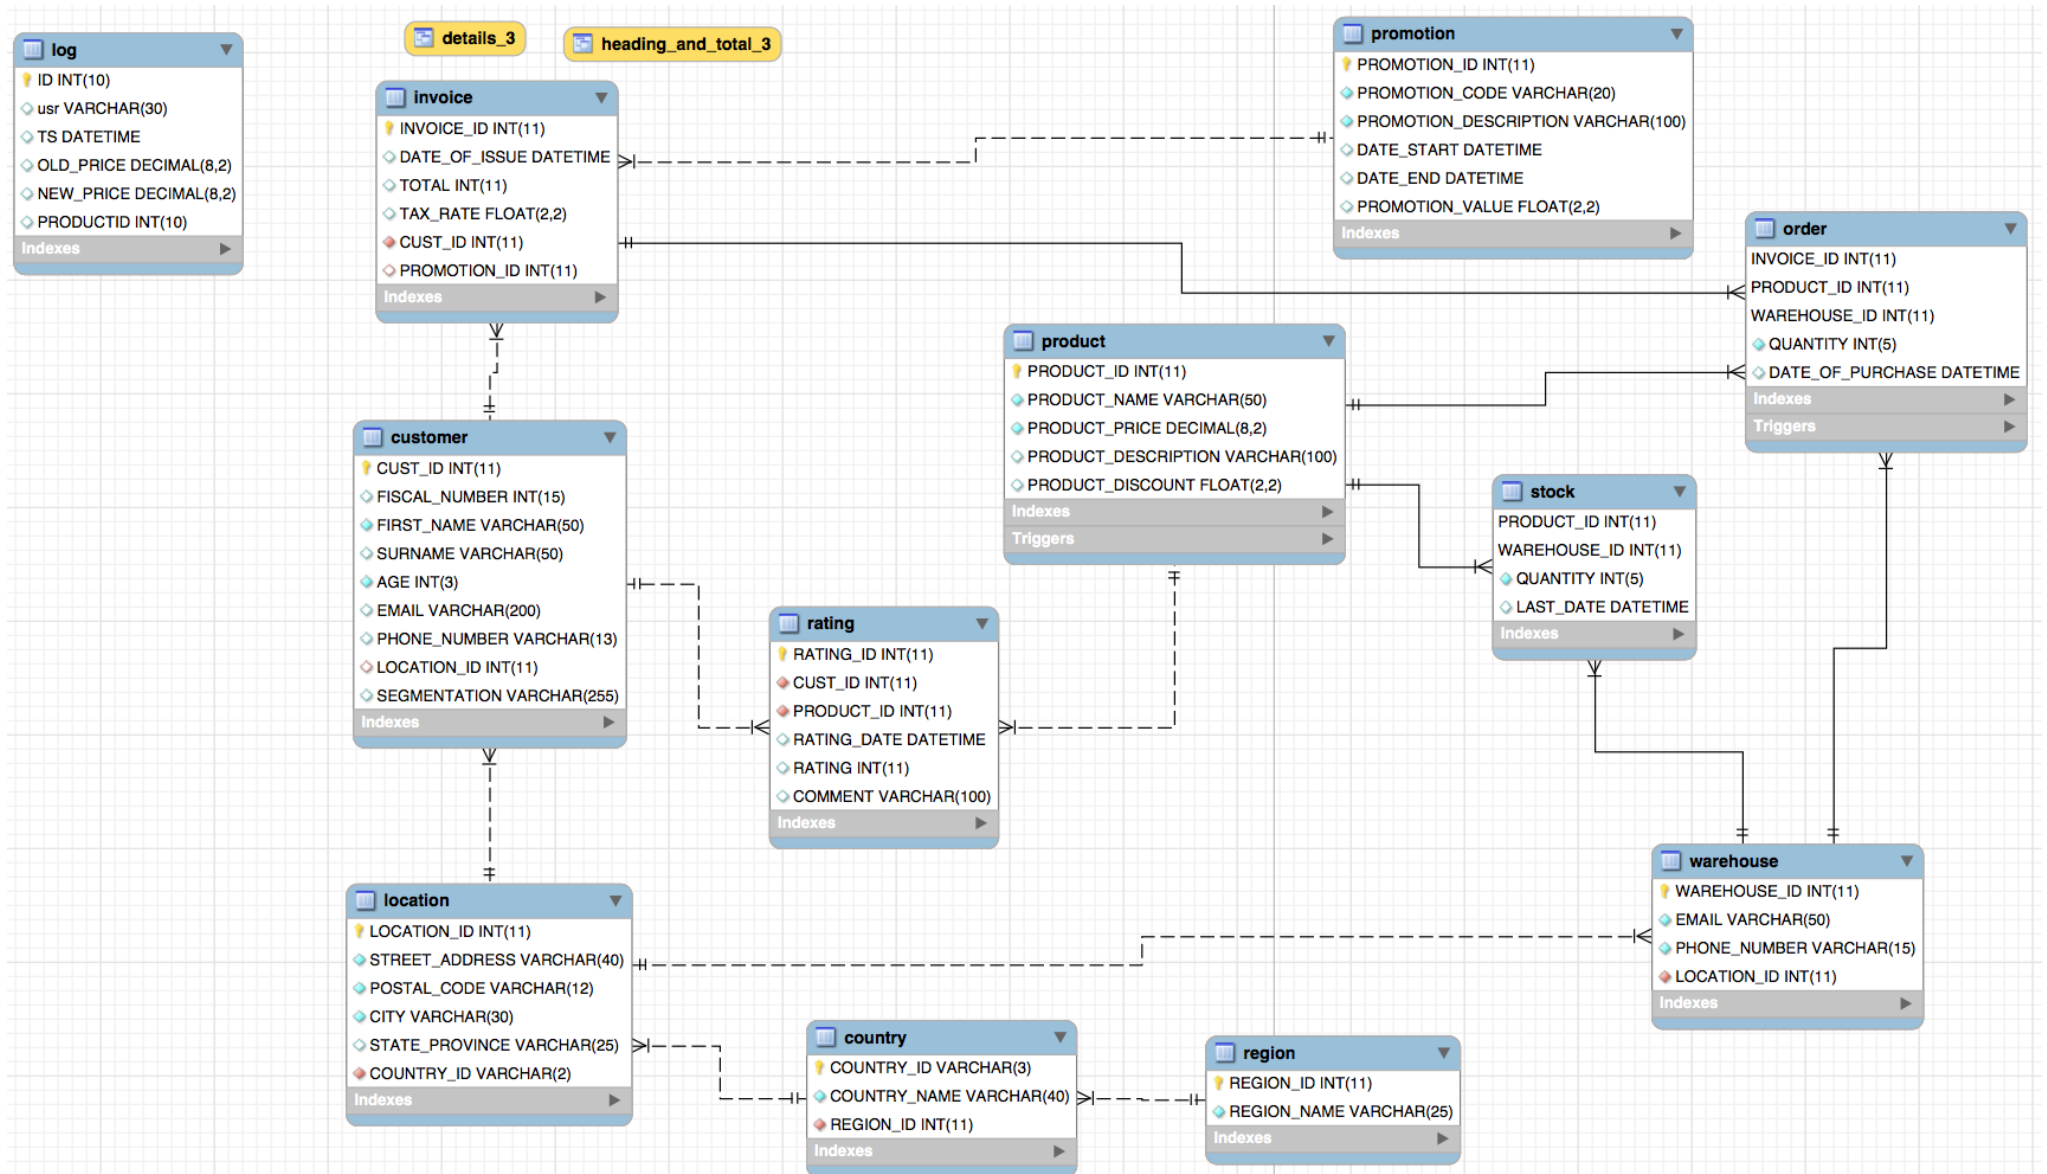 log
ID INT(10)
usr VARCHAR(30)
TS DATETIME
OLD_PRICE DECIMAL(8,2)
NEW_PRICE DECIMAL(8,2)
PRODUCTID INT(10)
Indexes
details_3
heading_and_total_3
invoice
INVOICE_ID INT(11)
DATE_OF_ISSUE DATETIME
TOTAL INT(11)
TAX_RATE FLOAT(2,2)
CUST_ID INT(11)
PROMOTION_ID INT(11)
Indexes
promotion
PROMOTION_ID INT(11)
PROMOTION_CODE VARCHAR(20)
PROMOTION_DESCRIPTION VARCHAR(100)
DATE_START DATETIME
DATE_END DATETIME
PROMOTION_VALUE FLOAT(2,2)
Indexes
order
INVOICE_ID INT(11)
PRODUCT_ID INT(11)
WAREHOUSE_ID INT(11)
QUANTITY INT(5)
DATE_OF_PURCHASE DATETIME
Indexes
Triggers
product
PRODUCT_ID INT(11)
PRODUCT_NAME VARCHAR(50)
PRODUCT_PRICE DECIMAL(8,2)
PRODUCT_DESCRIPTION VARCHAR(100)
PRODUCT_DISCOUNT FLOAT(2,2)
Indexes
Triggers
customer
CUST_ID INT(11)
FISCAL_NUMBER INT(15)
FIRST_NAME VARCHAR(50)
SURNAME VARCHAR(50)
AGE INT(3)
EMAIL VARCHAR(200)
PHONE_NUMBER VARCHAR(13)
LOCATION_ID INT(11)
SEGMENTATION VARCHAR(255)
Indexes
stock
PRODUCT_ID INT(11)
WAREHOUSE_ID INT(11)
QUANTITY INT(5)
LAST_DATE DATETIME
Indexes
rating
RATING_ID INT(11)
CUST_ID INT(11)
PRODUCT_ID INT(11)
RATING_DATE DATETIME
RATING INT(11)
COMMENT VARCHAR(100)
Indexes
warehouse
WAREHOUSE_ID INT(11)
EMAIL VARCHAR(50)
PHONE_NUMBER VARCHAR(15)
LOCATION_ID INT(11)
Indexes
location
LOCATION_ID INT(11)
STREET_ADDRESS VARCHAR(40)
POSTAL_CODE VARCHAR(12)
CITY VARCHAR(30)
STATE_PROVINCE VARCHAR(25)
COUNTRY_ID VARCHAR(2)
Indexes
country
COUNTRY_ID VARCHAR(3)
COUNTRY_NAME VARCHAR(40)
REGION_ID INT(11)
Indexes
region
REGION_ID INT(11)
REGION_NAME VARCHAR(25)
Indexes